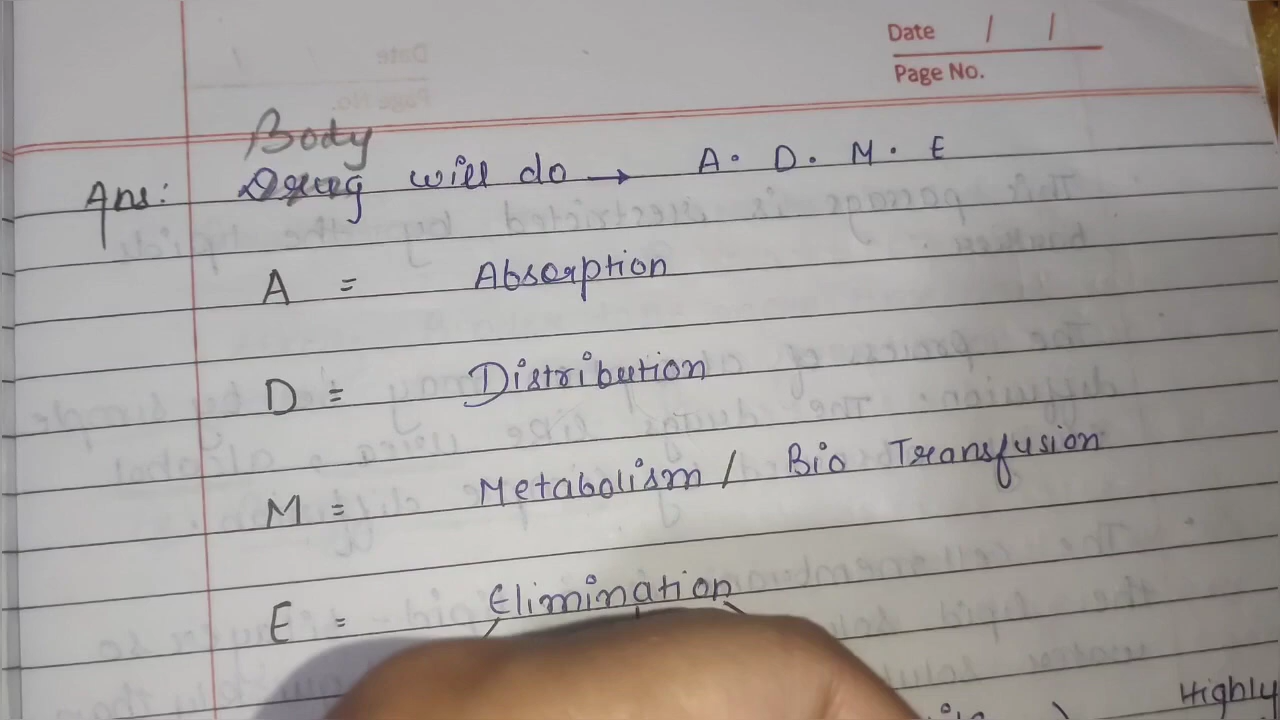 Date / /
Page No.
Body
Ans: Drug will do → A. D. M. E
A = Absorption
D = Distribution
M = Metabolism / Bio Transfusion
E = Elimination
Highly